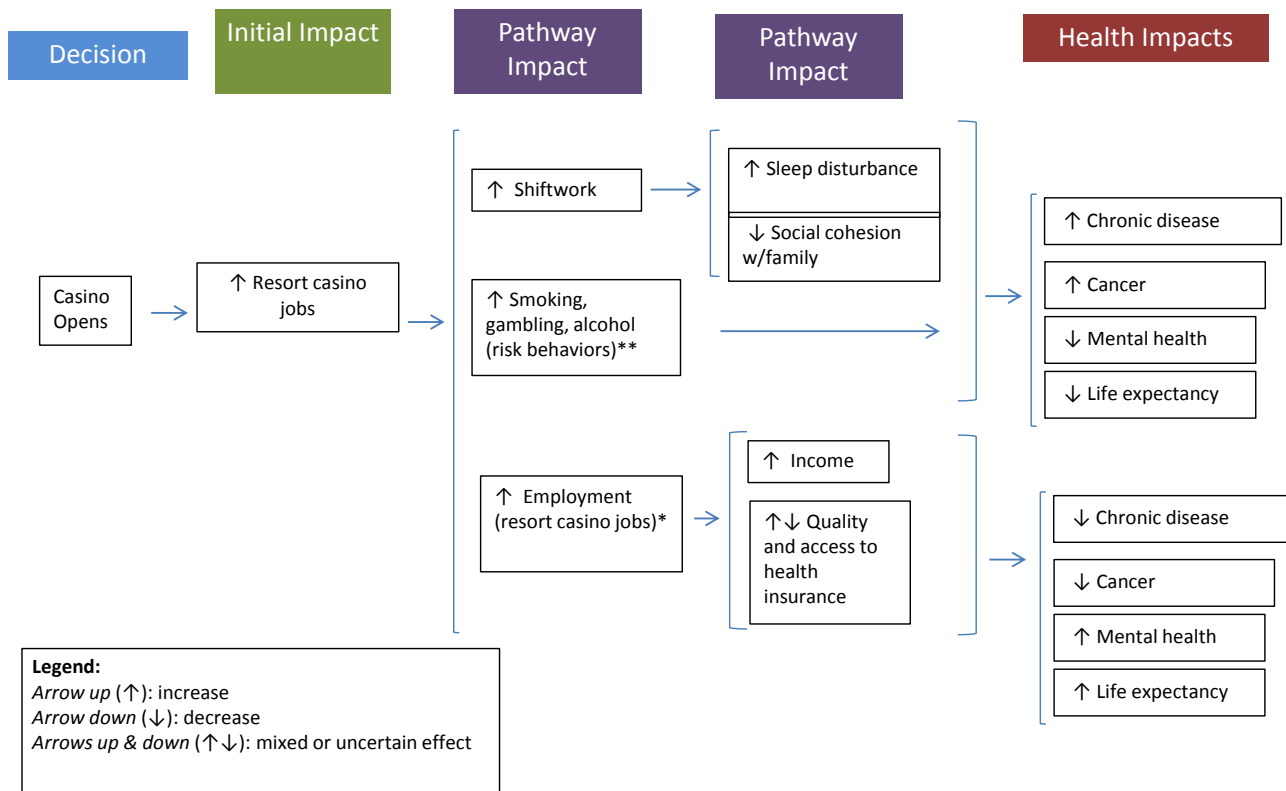 Decision
Initial Impact
Pathway
Impact
Pathway
Impact
Health Impacts
Casino
Opens
↑ Resort casino
jobs
↑ Shiftwork
↑ Smoking,
gambling, alcohol
(risk behaviors)**
↑ Employment
(resort casino jobs)*
↑ Sleep disturbance
↓ Social cohesion
w/family
↑ Income
↑↓ Quality
and access to
health
insurance
↑ Chronic disease
↑ Cancer
↓ Mental health
↓ Life expectancy
↓ Chronic disease
↓ Cancer
↑ Mental health
↑ Life expectancy
Legend:
Arrow up (↑): increase
Arrow down (↓): decrease
Arrows up & down (↑↓): mixed or uncertain effect